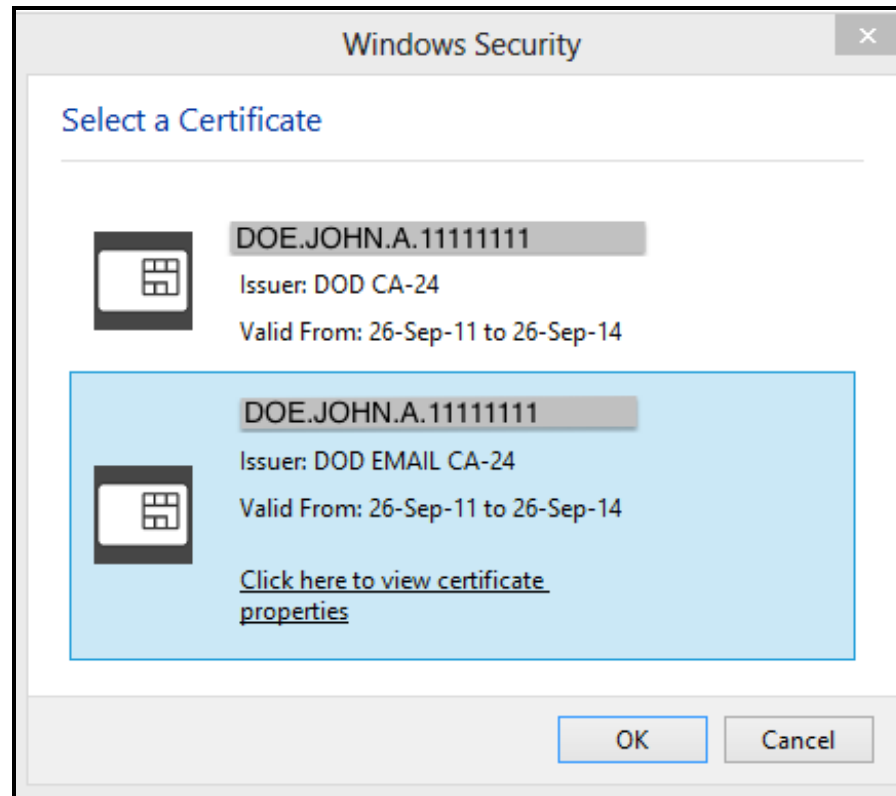 Windows Security
Select a Certificate
DOE.JOHN.A.11111111
Issuer: DOD CA-24
Valid From: 26-Sep-11 to 26-Sep-14
DOE.JOHN.A.11111111
Issuer: DOD EMAIL CA-24
Valid From: 26-Sep-11 to 26-Sep-14
Click here to view certificate
properties
OK Cancel